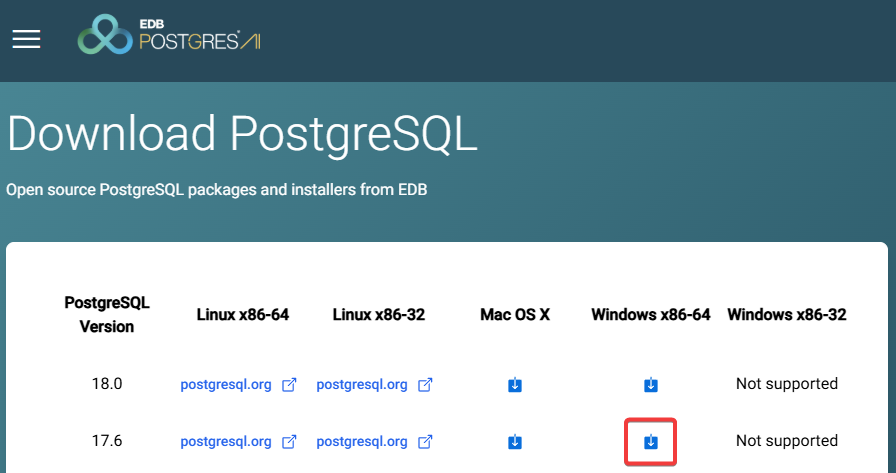 EDB
POSTGRES® AI
Download PostgreSQL
Open source PostgreSQL packages and installers from EDB
PostgreSQL Version Linux x86-64 Linux x86-32 Mac OS X Windows x86-64 Windows x86-32
18.0 postgresql.org postgresql.org Not supported
17.6 postgresql.org postgresql.org Not supported